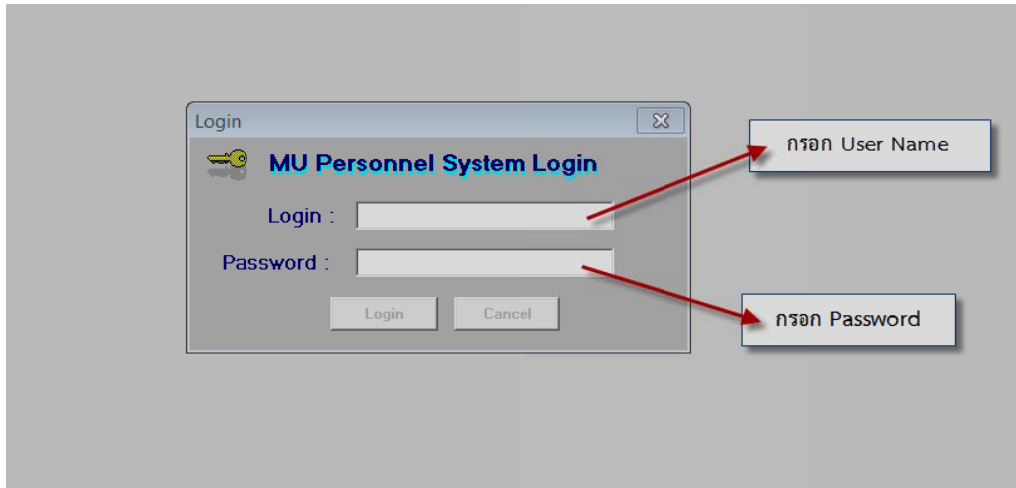 Login
MU Personnel System Login
Login :
Password :
Login
Cancel
กรอก User Name
กรอก Password